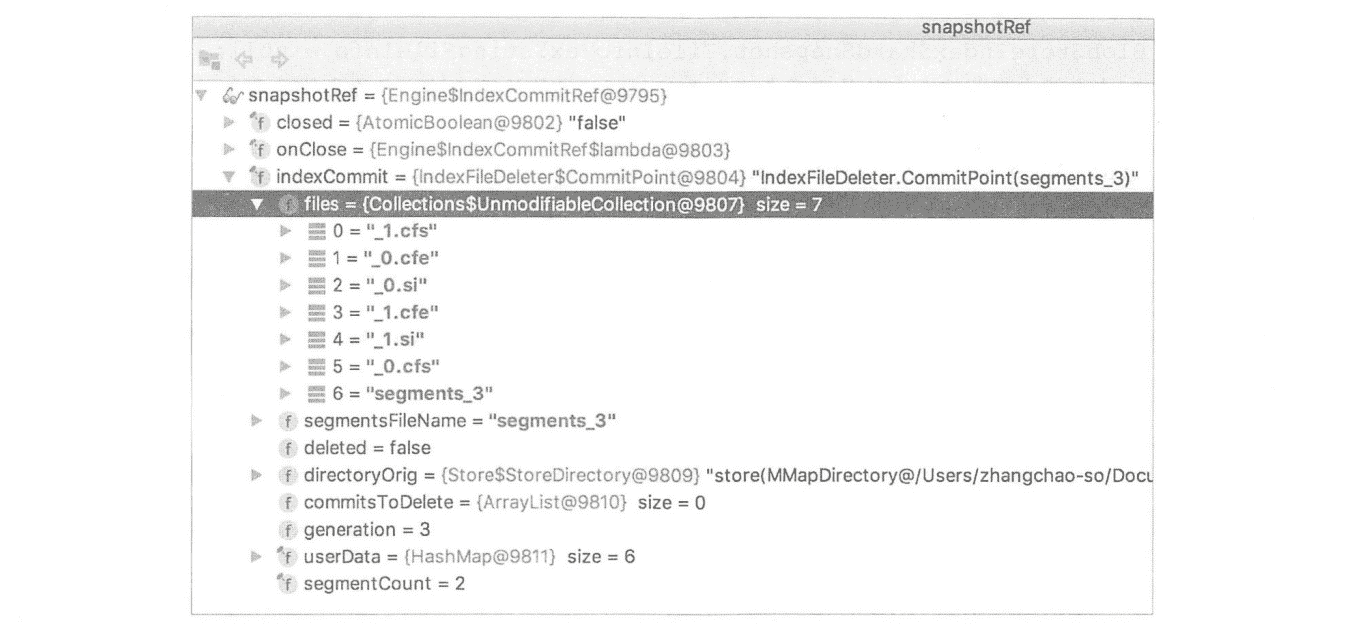 snapshotRef
snapshotRef = {Engine$IndexCommitRef@9795}
closed = {AtomicBoolean@9802} "false"
onClose = {Engine$IndexCommitRef$lambda@9803}
indexCommit = {IndexFileDeleter$CommitPoint@9804} "IndexFileDeleter.CommitPoint(segments_3)"
files = {Collections$UnmodifiableCollection@9807} size = 7
0 = "_1.cfs"
1 = "_0.cfe"
2 = "_0.si"
3 = "_1.cfe"
4 = "_1.si"
5 = "_0.cfs"
6 = "segments_3"
segmentsFileName = "segments_3"
deleted = false
directoryOrig = {Store$StoreDirectory@9809} "store(MMapDirectory@/Users/zhangchao-so/Docu
commitsToDelete = {ArrayList@9810} size = 0
generation = 3
userData = {HashMap@9811} size = 6
segmentCount = 2